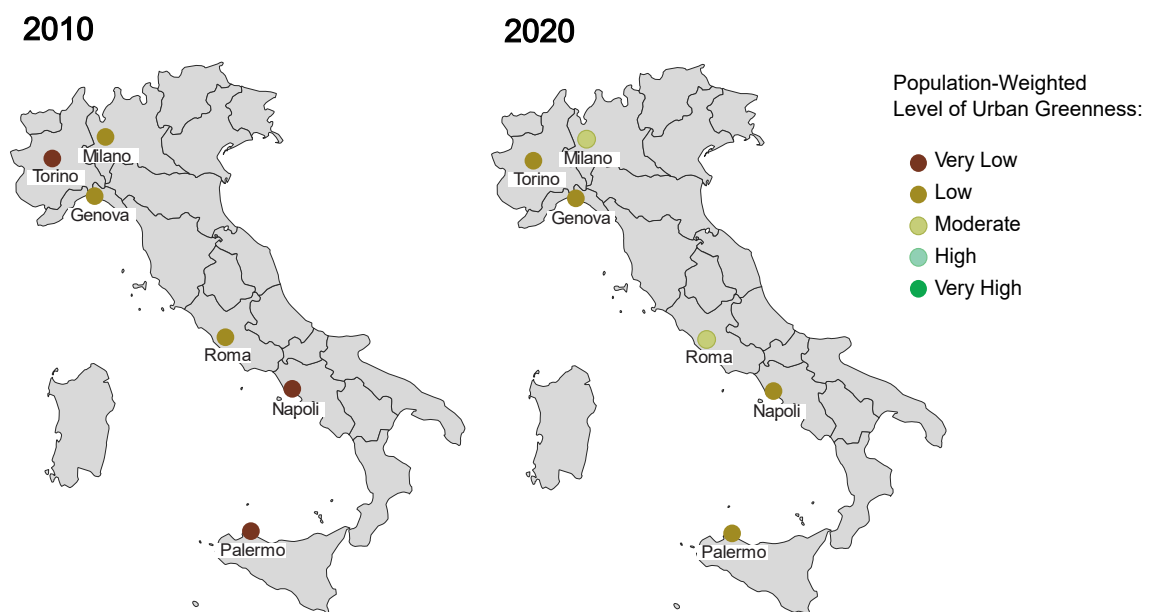 2010
Milano
Torino
Genova
Roma
Napoli
Palermo
2020
Milano
Torino
Genova
Roma
Napoli
Palermo
Population-Weighted
Level of Urban Greenness:
Very Low
Low
Moderate
High
Very High